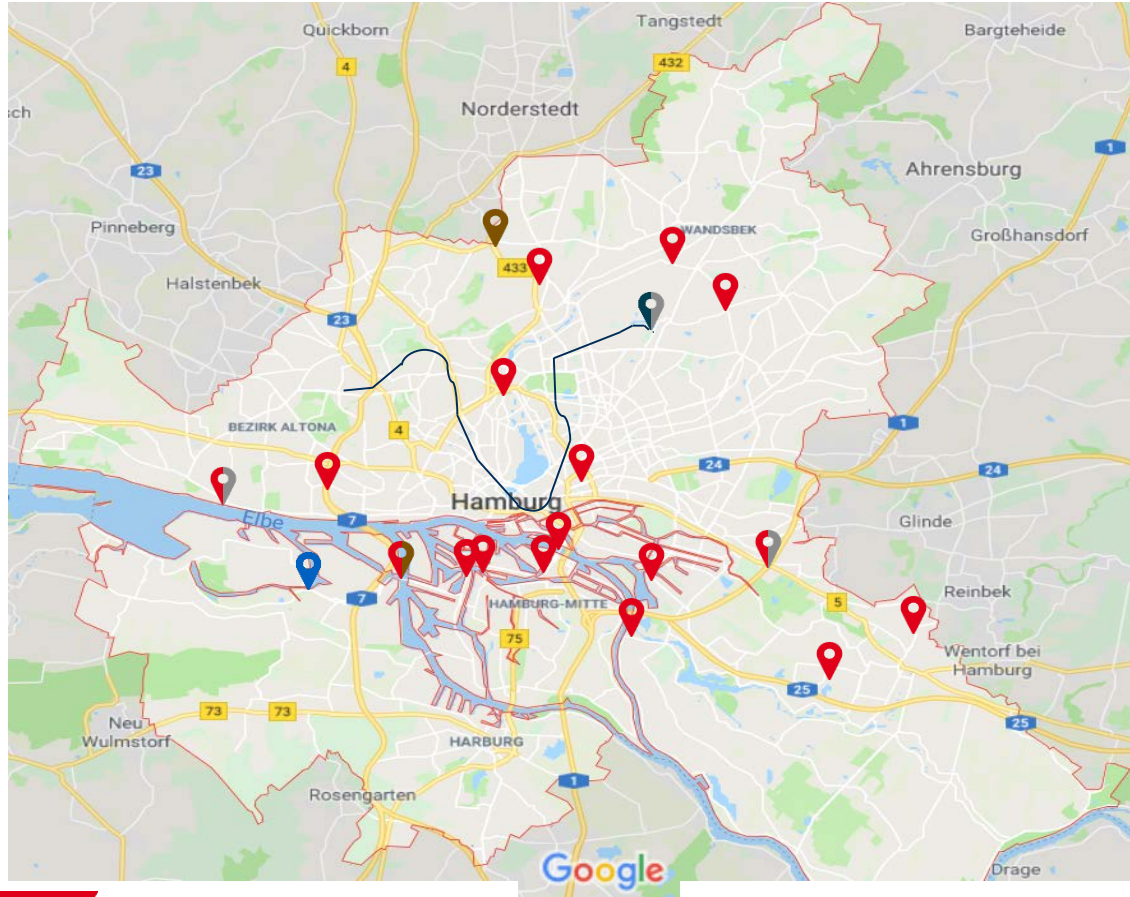 Tangstedt
Quickborn
Bargteheide
4
432
Norderstedt
sch
1
23
Ahrensburg
Pinneberg
WANDSBEK
Großhansdorf
433
Halstenbek
23
BEZIRK ALTONA
4
1
24
24
Hamburg
Elbe
7
Glinde
7
HAMBURG-MITTE
5
Reinbek
75
Wentorf bei
Hamburg
25
73
73
25
Neu
Wulmstorf
HARBURG
1
Rosengarten
Google
Drage